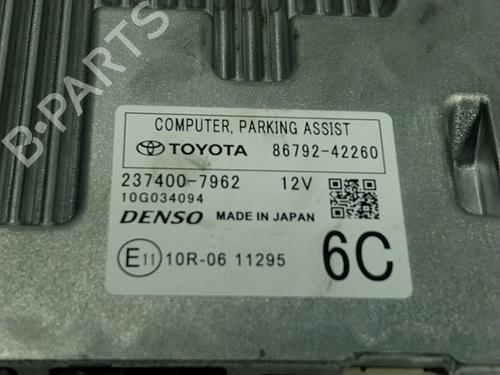 B-PARTS
COMPUTER, PARKING ASSIST
TOYOTA 86792-42260
237400-7962 12V
10G034094
DENSO MADE IN JAPAN
E11 10R-06 11295 6C